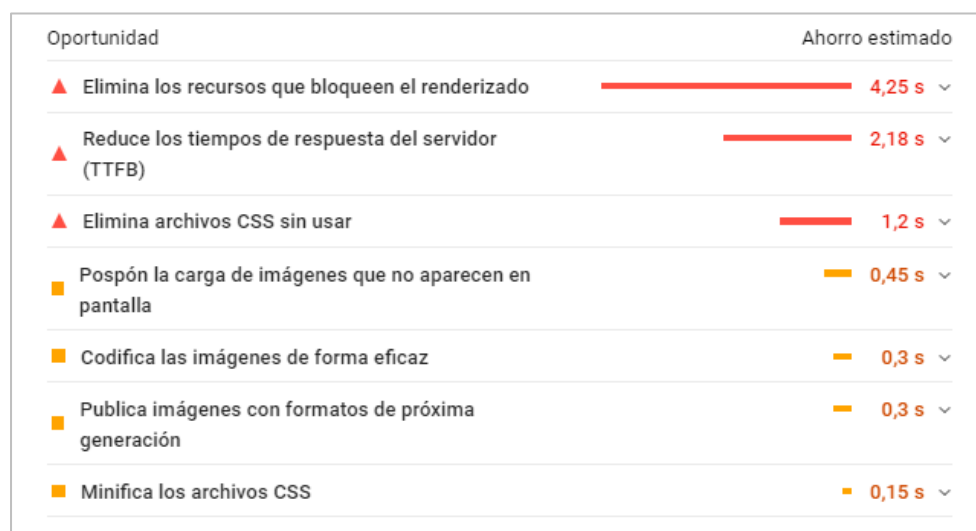 Oportunidad Ahorro estimado
Elimina los recursos que bloqueen el renderizado 4,25 s
Reduce los tiempos de respuesta del servidor 2,18 s
(TTFB)
Elimina archivos CSS sin usar 1,2 s
Pospón la carga de imágenes que no aparecen en 0,45 s
pantalla
Codifica las imágenes de forma eficaz 0,3 s
Publica imágenes con formatos de próxima 0,3 s
generación
Minifica los archivos CSS 0,15 s